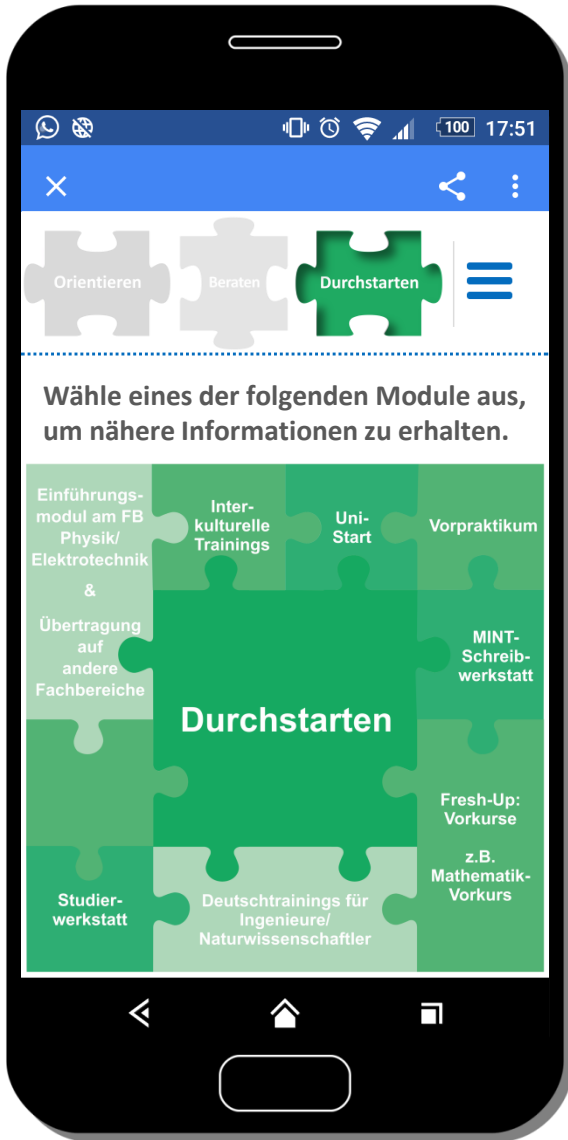 100 17:51
Orientieren
Beraten
Durchstarten
Wähle eines der folgenden Module aus,
um nähere Informationen zu erhalten.
Einführungs-
modul am FB
Physik/
Elektrotechnik
&
Übertragung
auf
andere
Fachbereiche
Inter-
kulturelle
Trainings
Uni-
Start
Vorpraktikum
MINT-
Schreib-
werkstatt
Durchstarten
Fresh-Up:
Vorkurse
z.B.
Mathematik-
Vorkurs
Studier-
werkstatt
Deutschtrainings für
Ingenieure/
Naturwissenschaftler